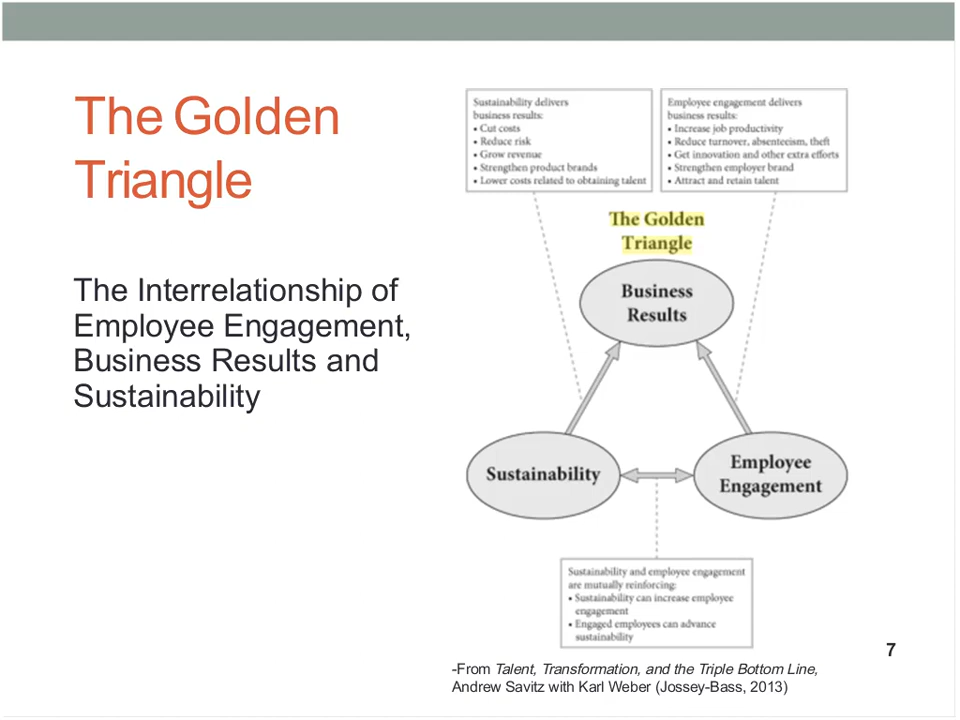 The Golden
Triangle
The Interrelationship of
Employee Engagement,
Business Results and
Sustainability
Sustainability delivers
business results:
• Cut costs
• Reduce risk
• Grow revenue
• Strengthen product brands
• Lower costs related to obtaining talent
Employee engagement delivers
business results:
• Increase job productivity
• Reduce turnover, absenteeism, theft
• Get innovation and other extra efforts
• Strengthen employer brand
• Attract and retain talent
The Golden
Triangle
Business
Results
Sustainability
Employee
Engagement
Sustainability and employee engagement
are mutually reinforcing:
• Sustainability can increase employee
engagement
• Engaged employees can advance
sustainability
7
-From Talent, Transformation, and the Triple Bottom Line,
Andrew Savitz with Karl Weber (Jossey-Bass, 2013)